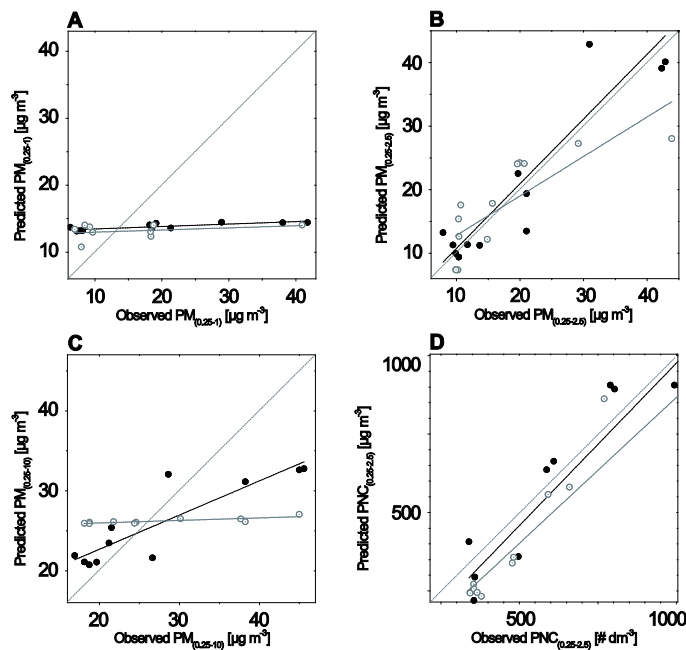 A
Predicted PM(0.25-1) [µg m-3]
40
30
20
10
10 20 30 40
Observed PM(0.25-1) [µg m-3]
B
Predicted PM(0.25-2.5) [µg m-3]
40
30
20
10
10 20 30 40
Observed PM(0.25-2.5) [µg m-3]
C
Predicted PM(0.25-10) [µg m-3]
40
30
20
20 30 40
Observed PM(0.25-10) [µg m-3]
D
Predicted PNC(0.25-2.5) [µg m-3]
1000
500
500 1000
Observed PNC(0.25-2.5) [# dm-3]